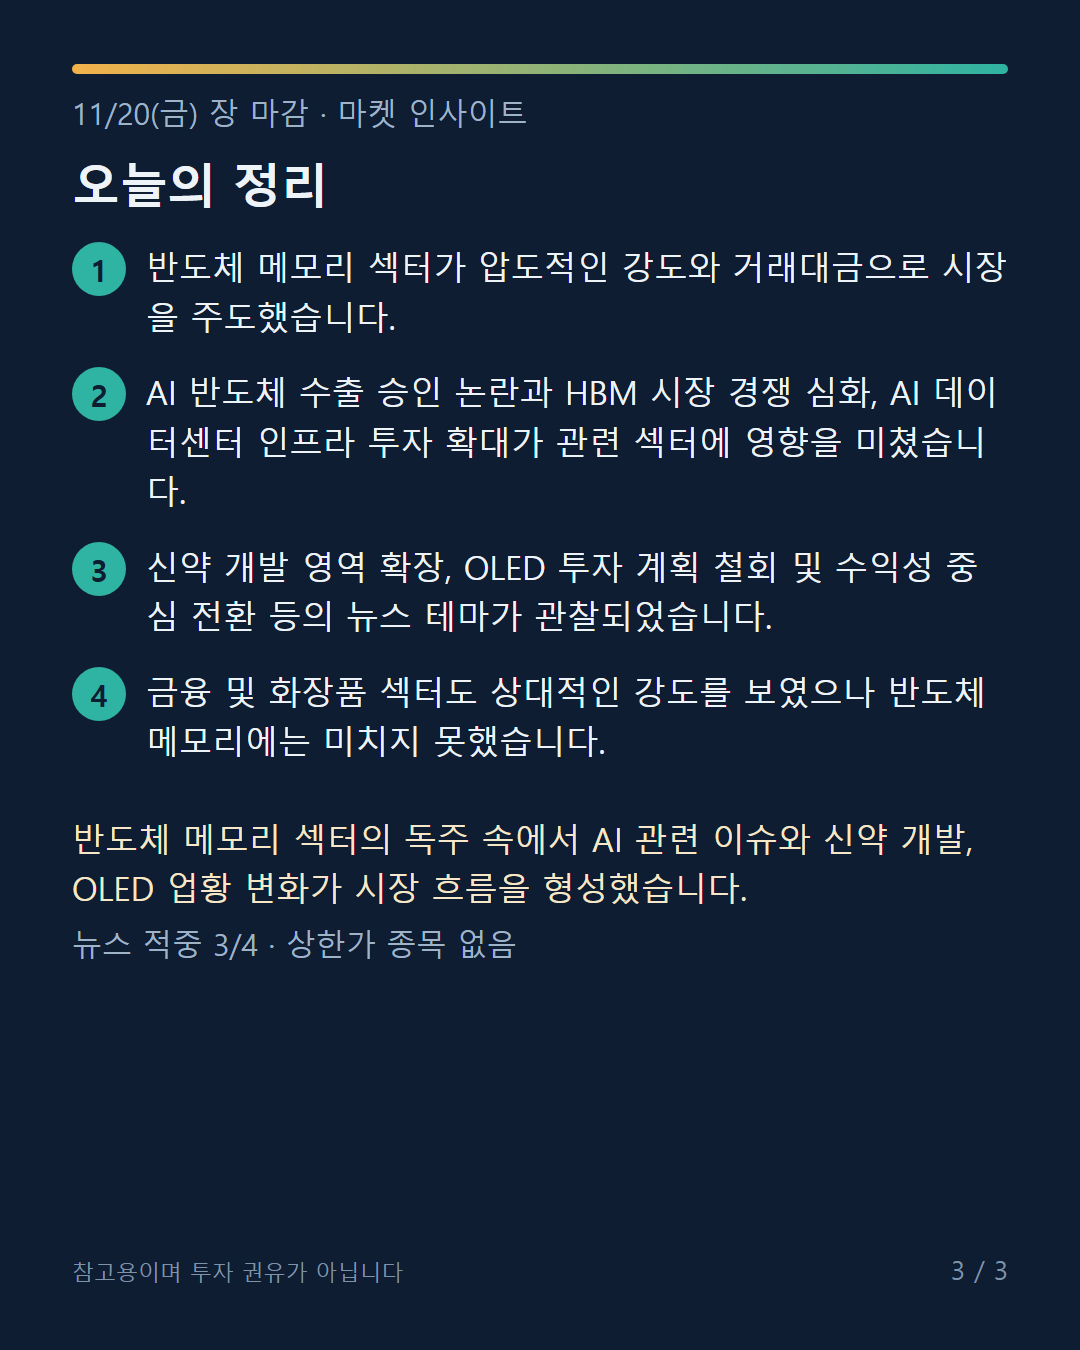 11/20(금) 장 마감 · 마켓 인사이트
오늘의 정리
1 반도체 메모리 섹터가 압도적인 강도와 거래대금으로 시장
을 주도했습니다.
2 AI 반도체 수출 승인 논란과 HBM 시장 경쟁 심화, AI 데이
터센터 인프라 투자 확대가 관련 섹터에 영향을 미쳤습니
다.
3 신약 개발 영역 확장, OLED 투자 계획 철회 및 수익성 중
심 전환 등의 뉴스 테마가 관찰되었습니다.
4 금융 및 화장품 섹터도 상대적인 강도를 보였으나 반도체
메모리에는 미치지 못했습니다.
반도체 메모리 섹터의 독주 속에서 AI 관련 이슈와 신약 개발,
OLED 업황 변화가 시장 흐름을 형성했습니다.
뉴스 적중 3/4 · 상한가 종목 없음
참고용이며 투자 권유가 아닙니다
3 / 3